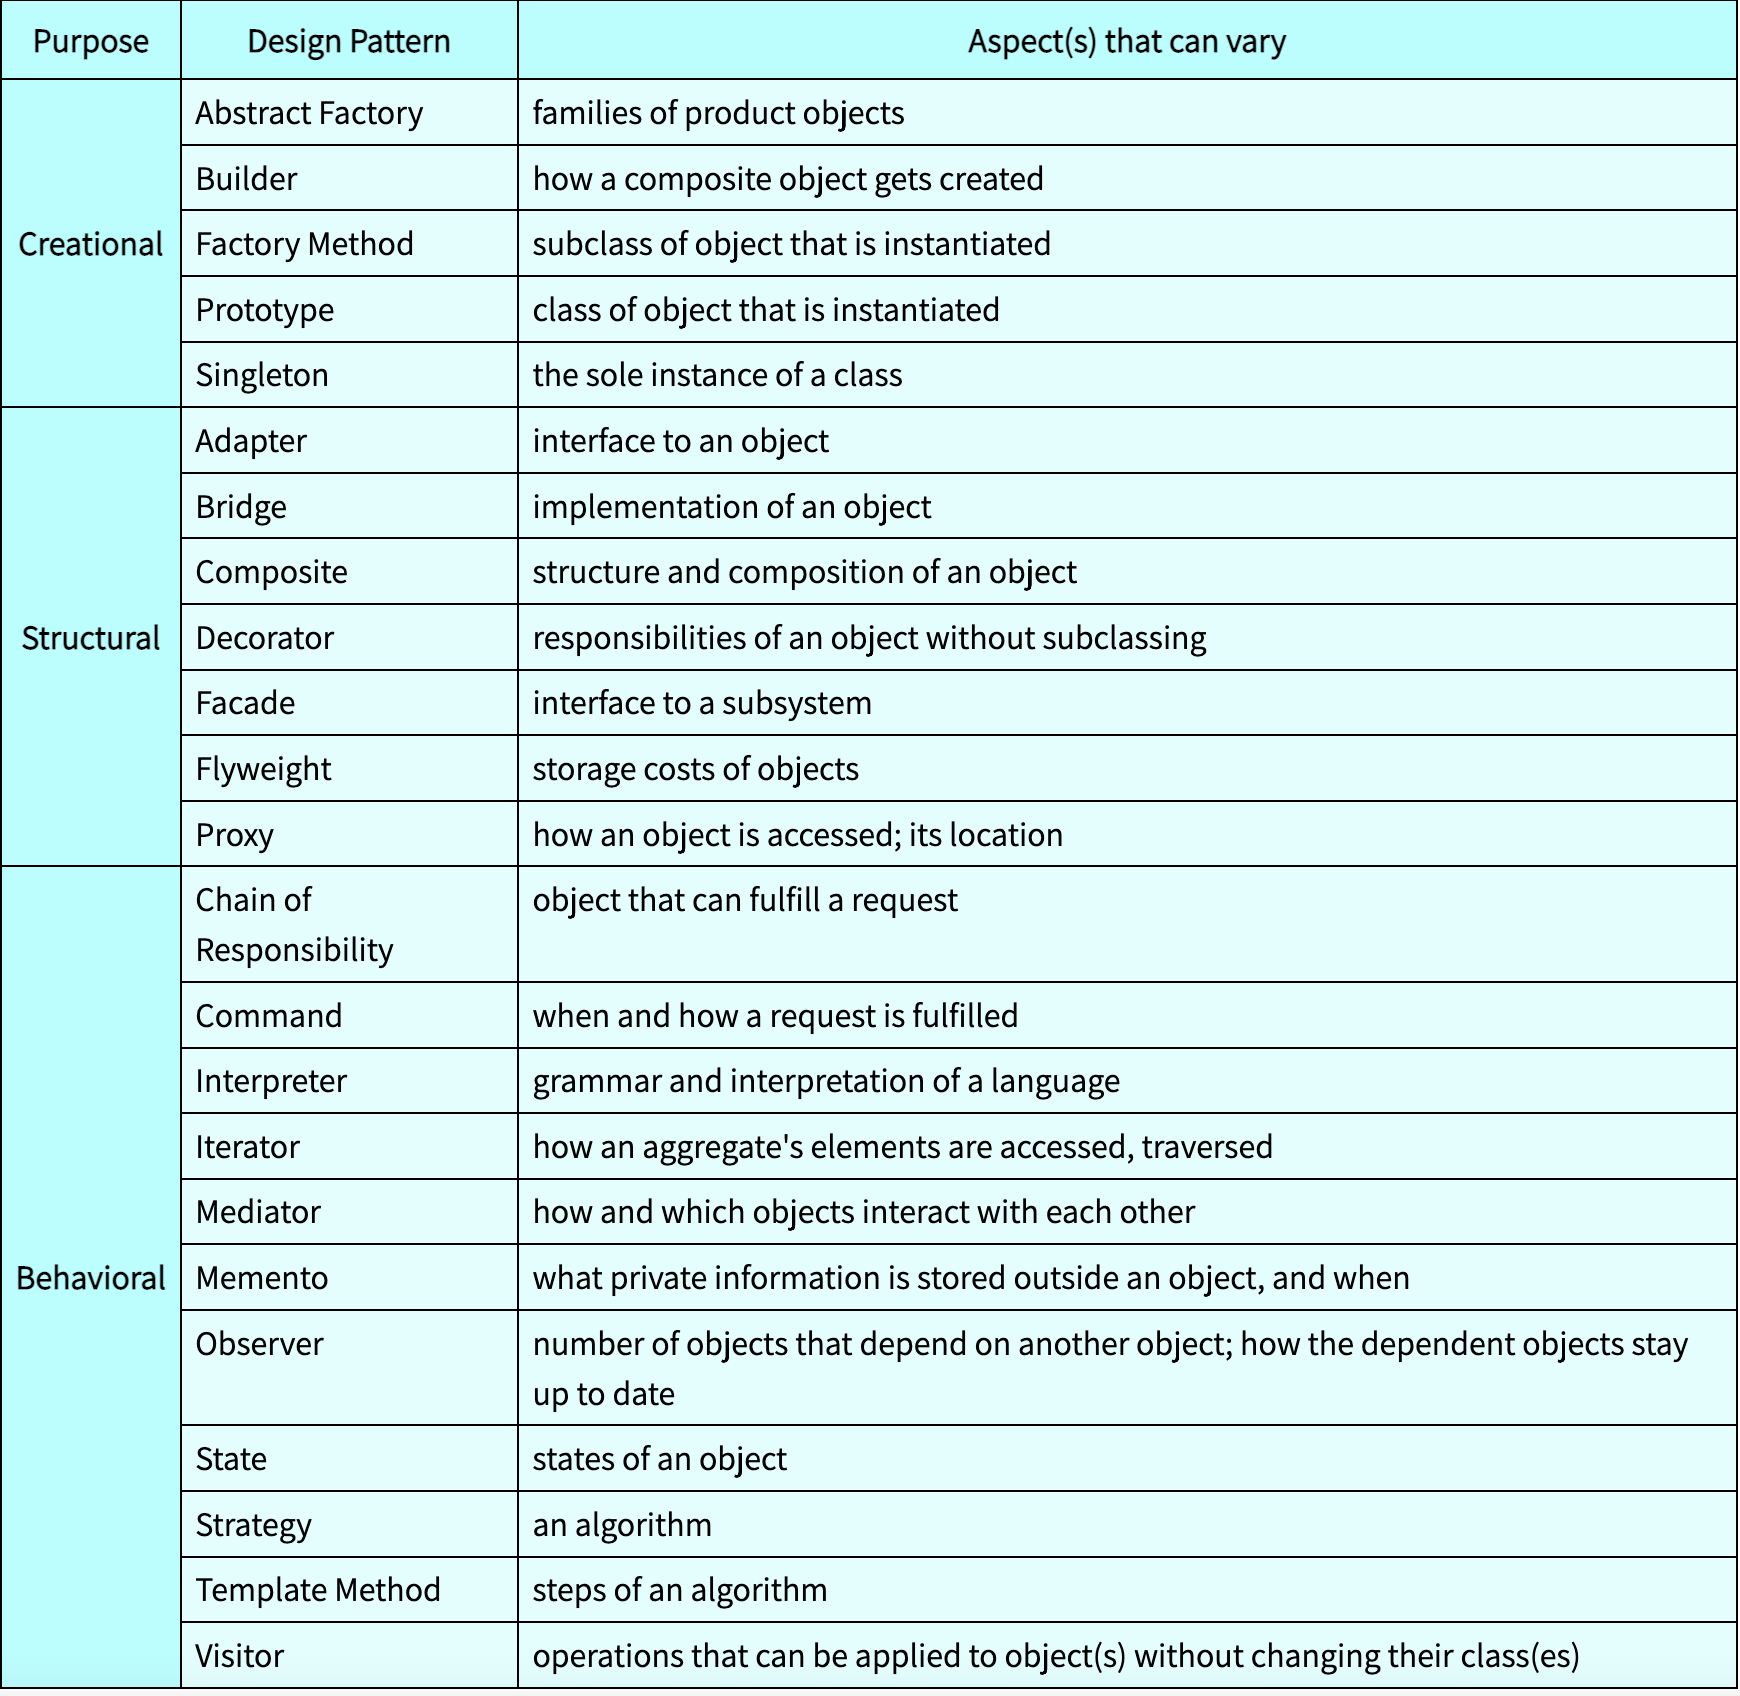 Purpose Design Pattern Aspect(s) that can vary
Creational
Abstract Factory families of product objects
Builder how a composite object gets created
Factory Method subclass of object that is instantiated
Prototype class of object that is instantiated
Singleton the sole instance of a class
Structural
Adapter interface to an object
Bridge implementation of an object
Composite structure and composition of an object
Decorator responsibilities of an object without subclassing
Facade interface to a subsystem
Flyweight storage costs of objects
Proxy how an object is accessed; its location
Behavioral
Chain of
Responsibility
object that can fulfill a request
Command when and how a request is fulfilled
Interpreter grammar and interpretation of a language
Iterator how an aggregate's elements are accessed, traversed
Mediator how and which objects interact with each other
Memento what private information is stored outside an object, and when
Observer number of objects that depend on another object; how the dependent objects stay
up to date
State states of an object
Strategy an algorithm
Template Method steps of an algorithm
Visitor operations that can be applied to object(s) without changing their class(es)